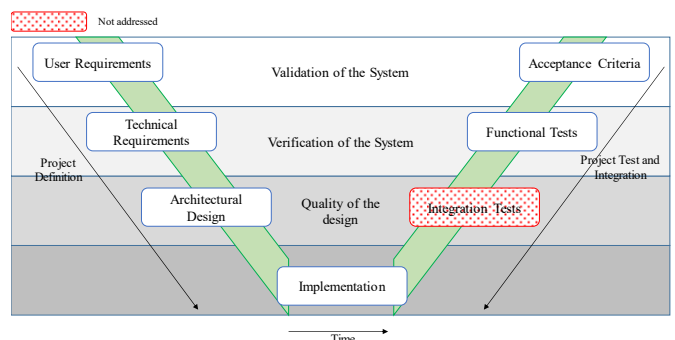 Not addressed
User Requirements
Validation of the System
Acceptance Criteria
Technical
Requirements
Verification of the System
Functional Tests
Project
Definition
Project Test and
Integration
Architectural
Design
Quality of the
design
Integration Tests
Implementation
Time